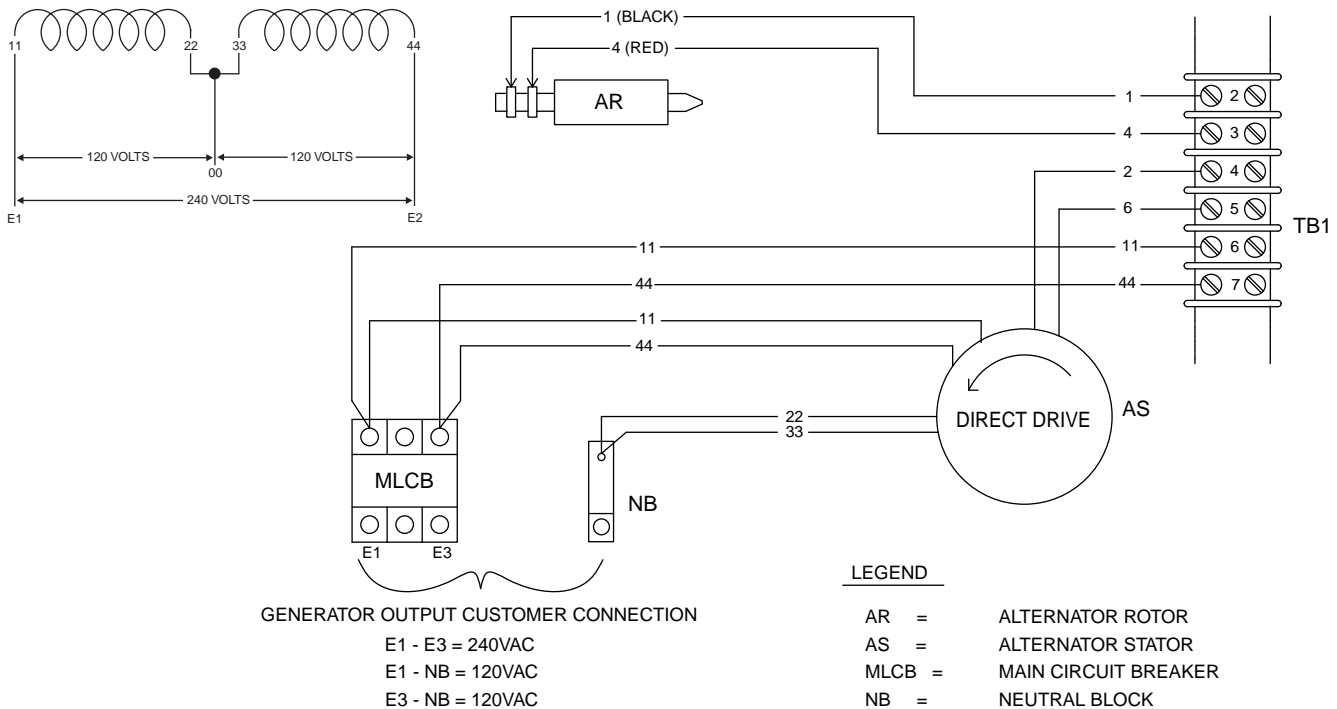 11 22 33 44
120 VOLTS 120 VOLTS
00
240 VOLTS
E1 E2
1 (BLACK)
4 (RED)
AR
1 2
4 3
2 4
6 5
TB1
11 11 6
44 44 7
11
44
22
33
DIRECT DRIVE AS
MLCB
NB
E1 E3
GENERATOR OUTPUT CUSTOMER CONNECTION
E1 - E3 = 240VAC
E1 - NB = 120VAC
E3 - NB = 120VAC
LEGEND
AR = ALTERNATOR ROTOR
AS = ALTERNATOR STATOR
MLCB = MAIN CIRCUIT BREAKER
NB = NEUTRAL BLOCK